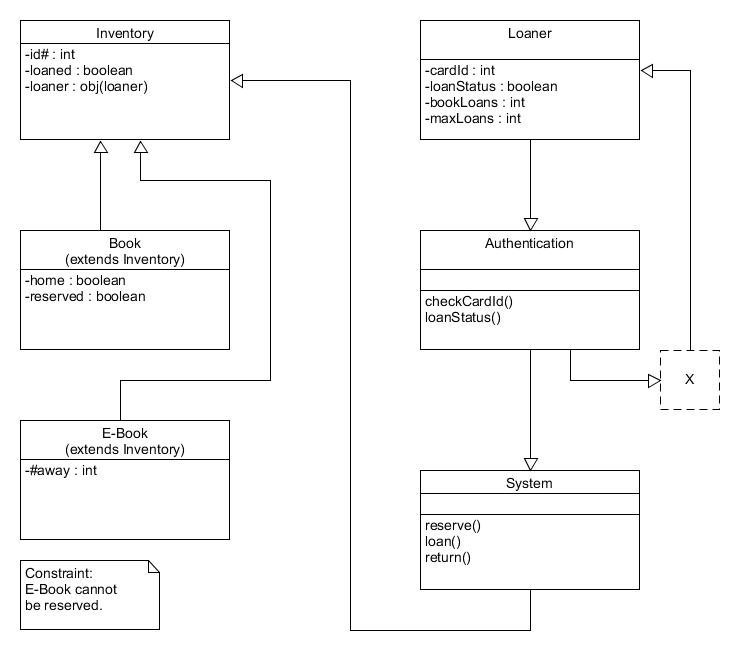 Inventory
-id# : int
-loaned : boolean
-loaner : obj(loaner)
Loaner
-cardId : int
-loanStatus : boolean
-bookLoans : int
-maxLoans : int
Book
(extends Inventory)
-home : boolean
-reserved : boolean
Authentication
checkCardId()
loanStatus()
X
E-Book
(extends Inventory)
-#away : int
System
reserve()
loan()
return()
Constraint:
E-Book cannot
be reserved.